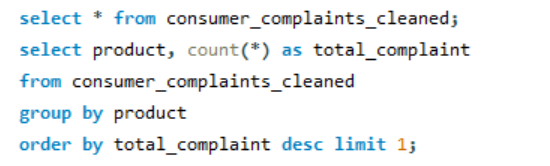 select * from consumer_complaints_cleaned;
select product, count(*) as total_complaint
from consumer_complaints_cleaned
group by product
order by total_complaint desc limit 1;